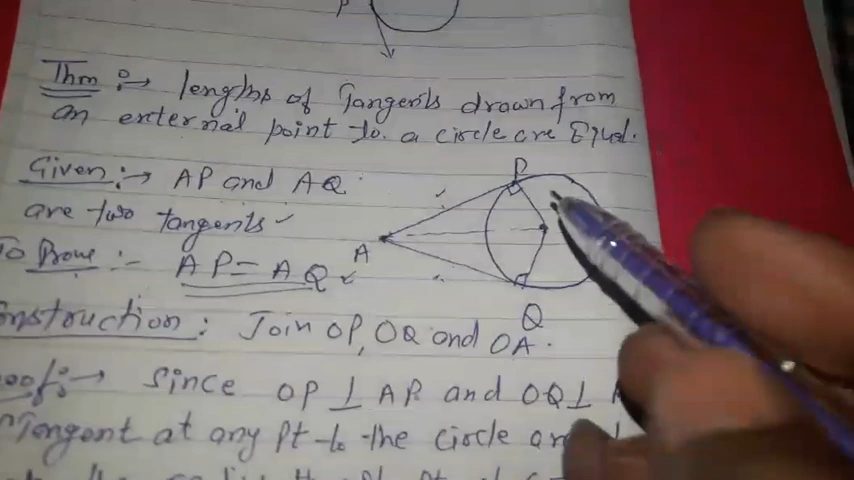 P
Thm :→ lengths of Tangents drawn from
an external point to a circle are Equal.
Given :→ AP and AQ
are two tangents
To Prove :- AP = AQ
P
A
Q
onstruction : Join OP, OQ and OA.
oof :→ Since OP ⊥ AP and OQ ⊥
Tangent at any Pt to the circle